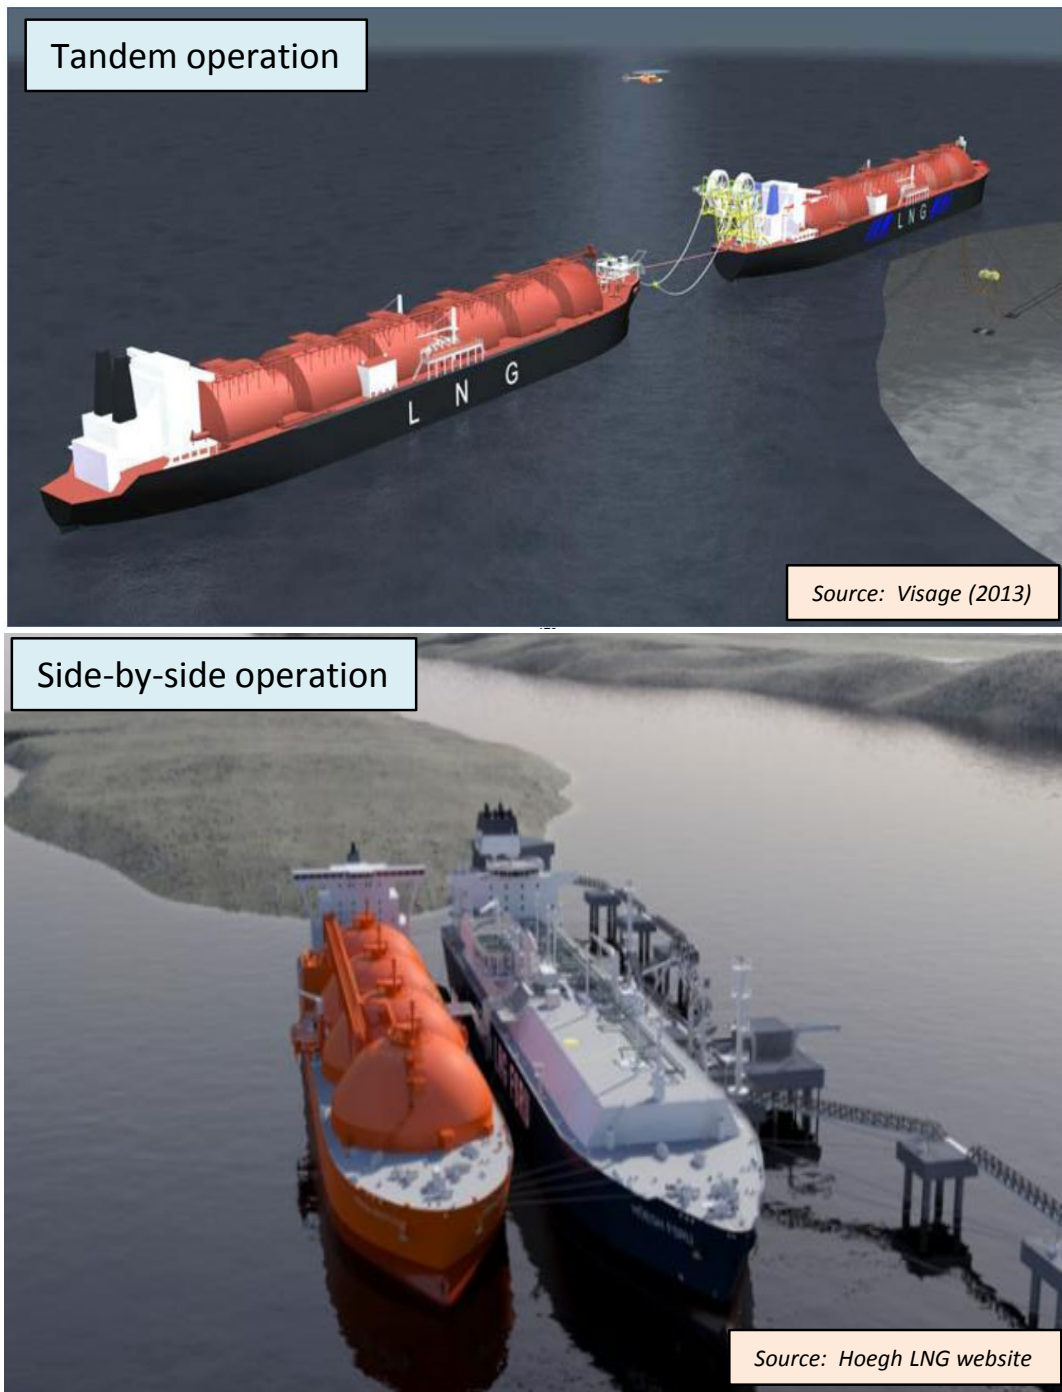 Tandem operation
LNG
L N G
Source: Visage (2013)
Side-by-side operation
Source: Hoegh LNG website